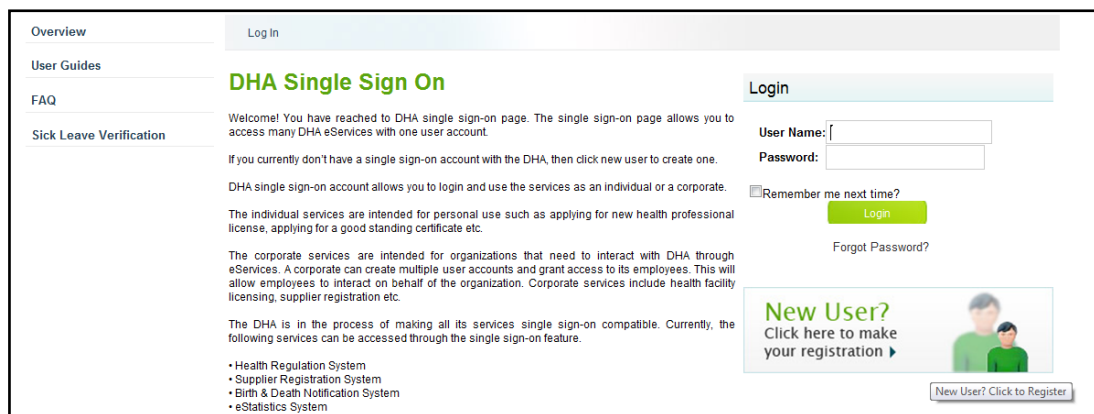 Overview
User Guides
FAQ
Sick Leave Verification
Log In
DHA Single Sign On
Welcome! You have reached to DHA single sign-on page. The single sign-on page allows you to
access many DHA eServices with one user account.
If you currently don't have a single sign-on account with the DHA, then click new user to create one.
DHA single sign-on account allows you to login and use the services as an individual or a corporate.
The individual services are intended for personal use such as applying for new health professional
license, applying for a good standing certificate etc.
The corporate services are intended for organizations that need to interact with DHA through
eServices. A corporate can create multiple user accounts and grant access to its employees. This will
allow employees to interact on behalf of the organization. Corporate services include health facility
licensing, supplier registration etc.
The DHA is in the process of making all its services single sign-on compatible. Currently, the
following services can be accessed through the single sign-on feature.
• Health Regulation System
• Supplier Registration System
• Birth & Death Notification System
• eStatistics System
Login
User Name:
Password:
Remember me next time?
Login
Forgot Password?
New User?
Click here to make
your registration
New User? Click to Register